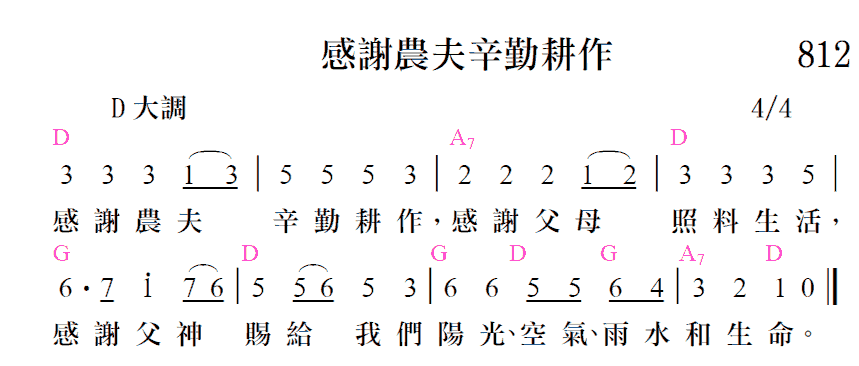 感謝農夫辛勤耕作 812
D大調 4/4
D A7 D
3 3 3 1 3 | 5 5 5 3 | 2 2 2 1 2 | 3 3 3 5 |
感謝農夫 辛勤耕作，感謝父母 照料生活，
G D G D G A7 D
6·7 i 7 6 | 5 5 6 5 3 | 6 6 5 5 6 4 | 3 2 1 0 ‖
感謝父神 賜給 我們陽光、空氣、雨水和生命。